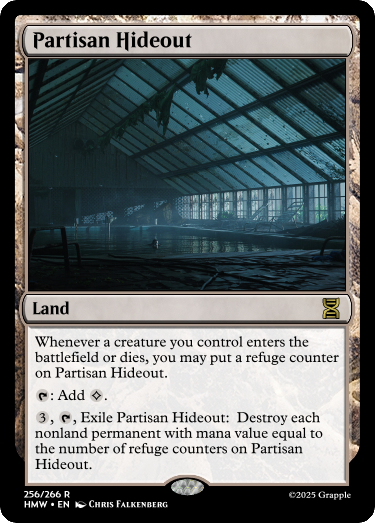 Partisan Hideout
Land
Whenever a creature you control enters the
battlefield or dies, you may put a refuge counter
on Partisan Hideout.
: Add .
3, , Exile Partisan Hideout: Destroy each
nonland permanent with mana value equal to
the number of refuge counters on Partisan
Hideout.
256/266 R
HMW • EN Chris Falkenberg
©2025 Grapple